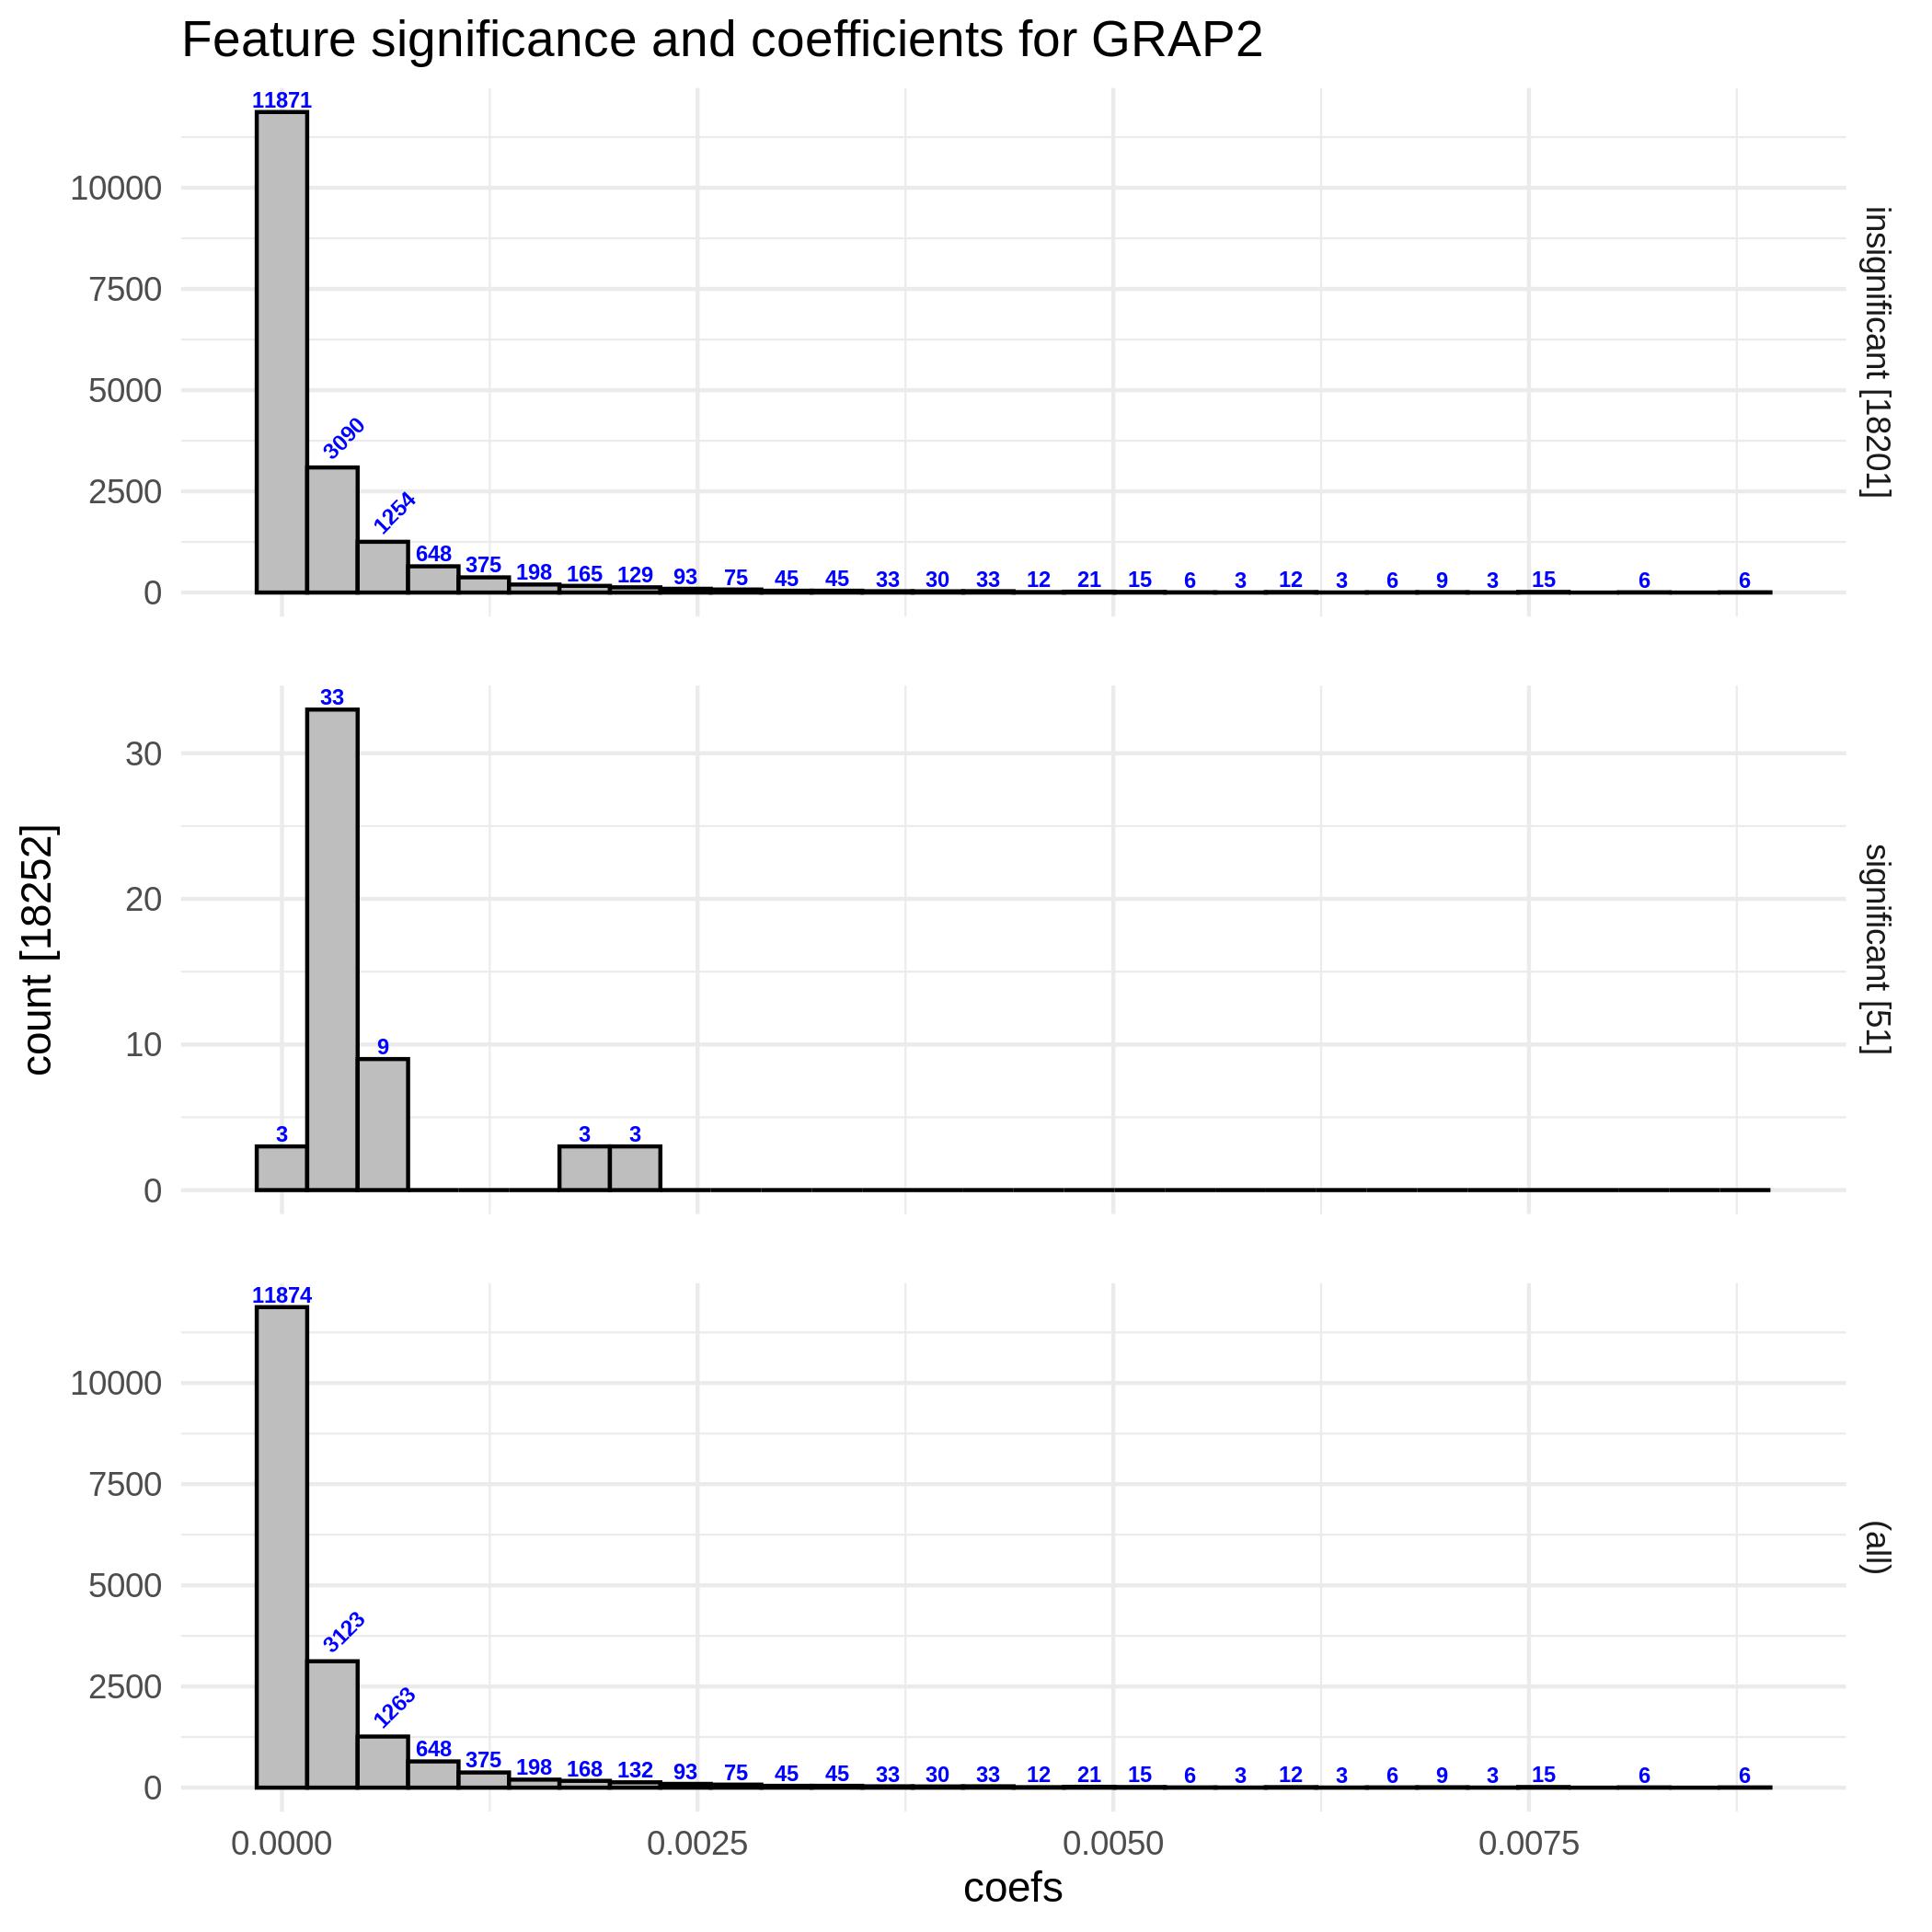 Feature significance and coefficients for GRAP2
11871
3090
1254
648 375 198 165 129 93 75 45 45 33 30 33 12 21 15 6 3 12 3 6 9 3 15 6 6
10000
7500
5000
2500
0
insignificant [18201]
33
9
3 3 3
30
20
10
0
significant [51]
count [18252]
11874
3123
1263
648 375 198 168 132 93 75 45 45 33 30 33 12 21 15 6 3 12 3 6 9 3 15 6 6
10000
7500
5000
2500
0
(all)
0.0000 0.0025 0.0050 0.0075
coefs